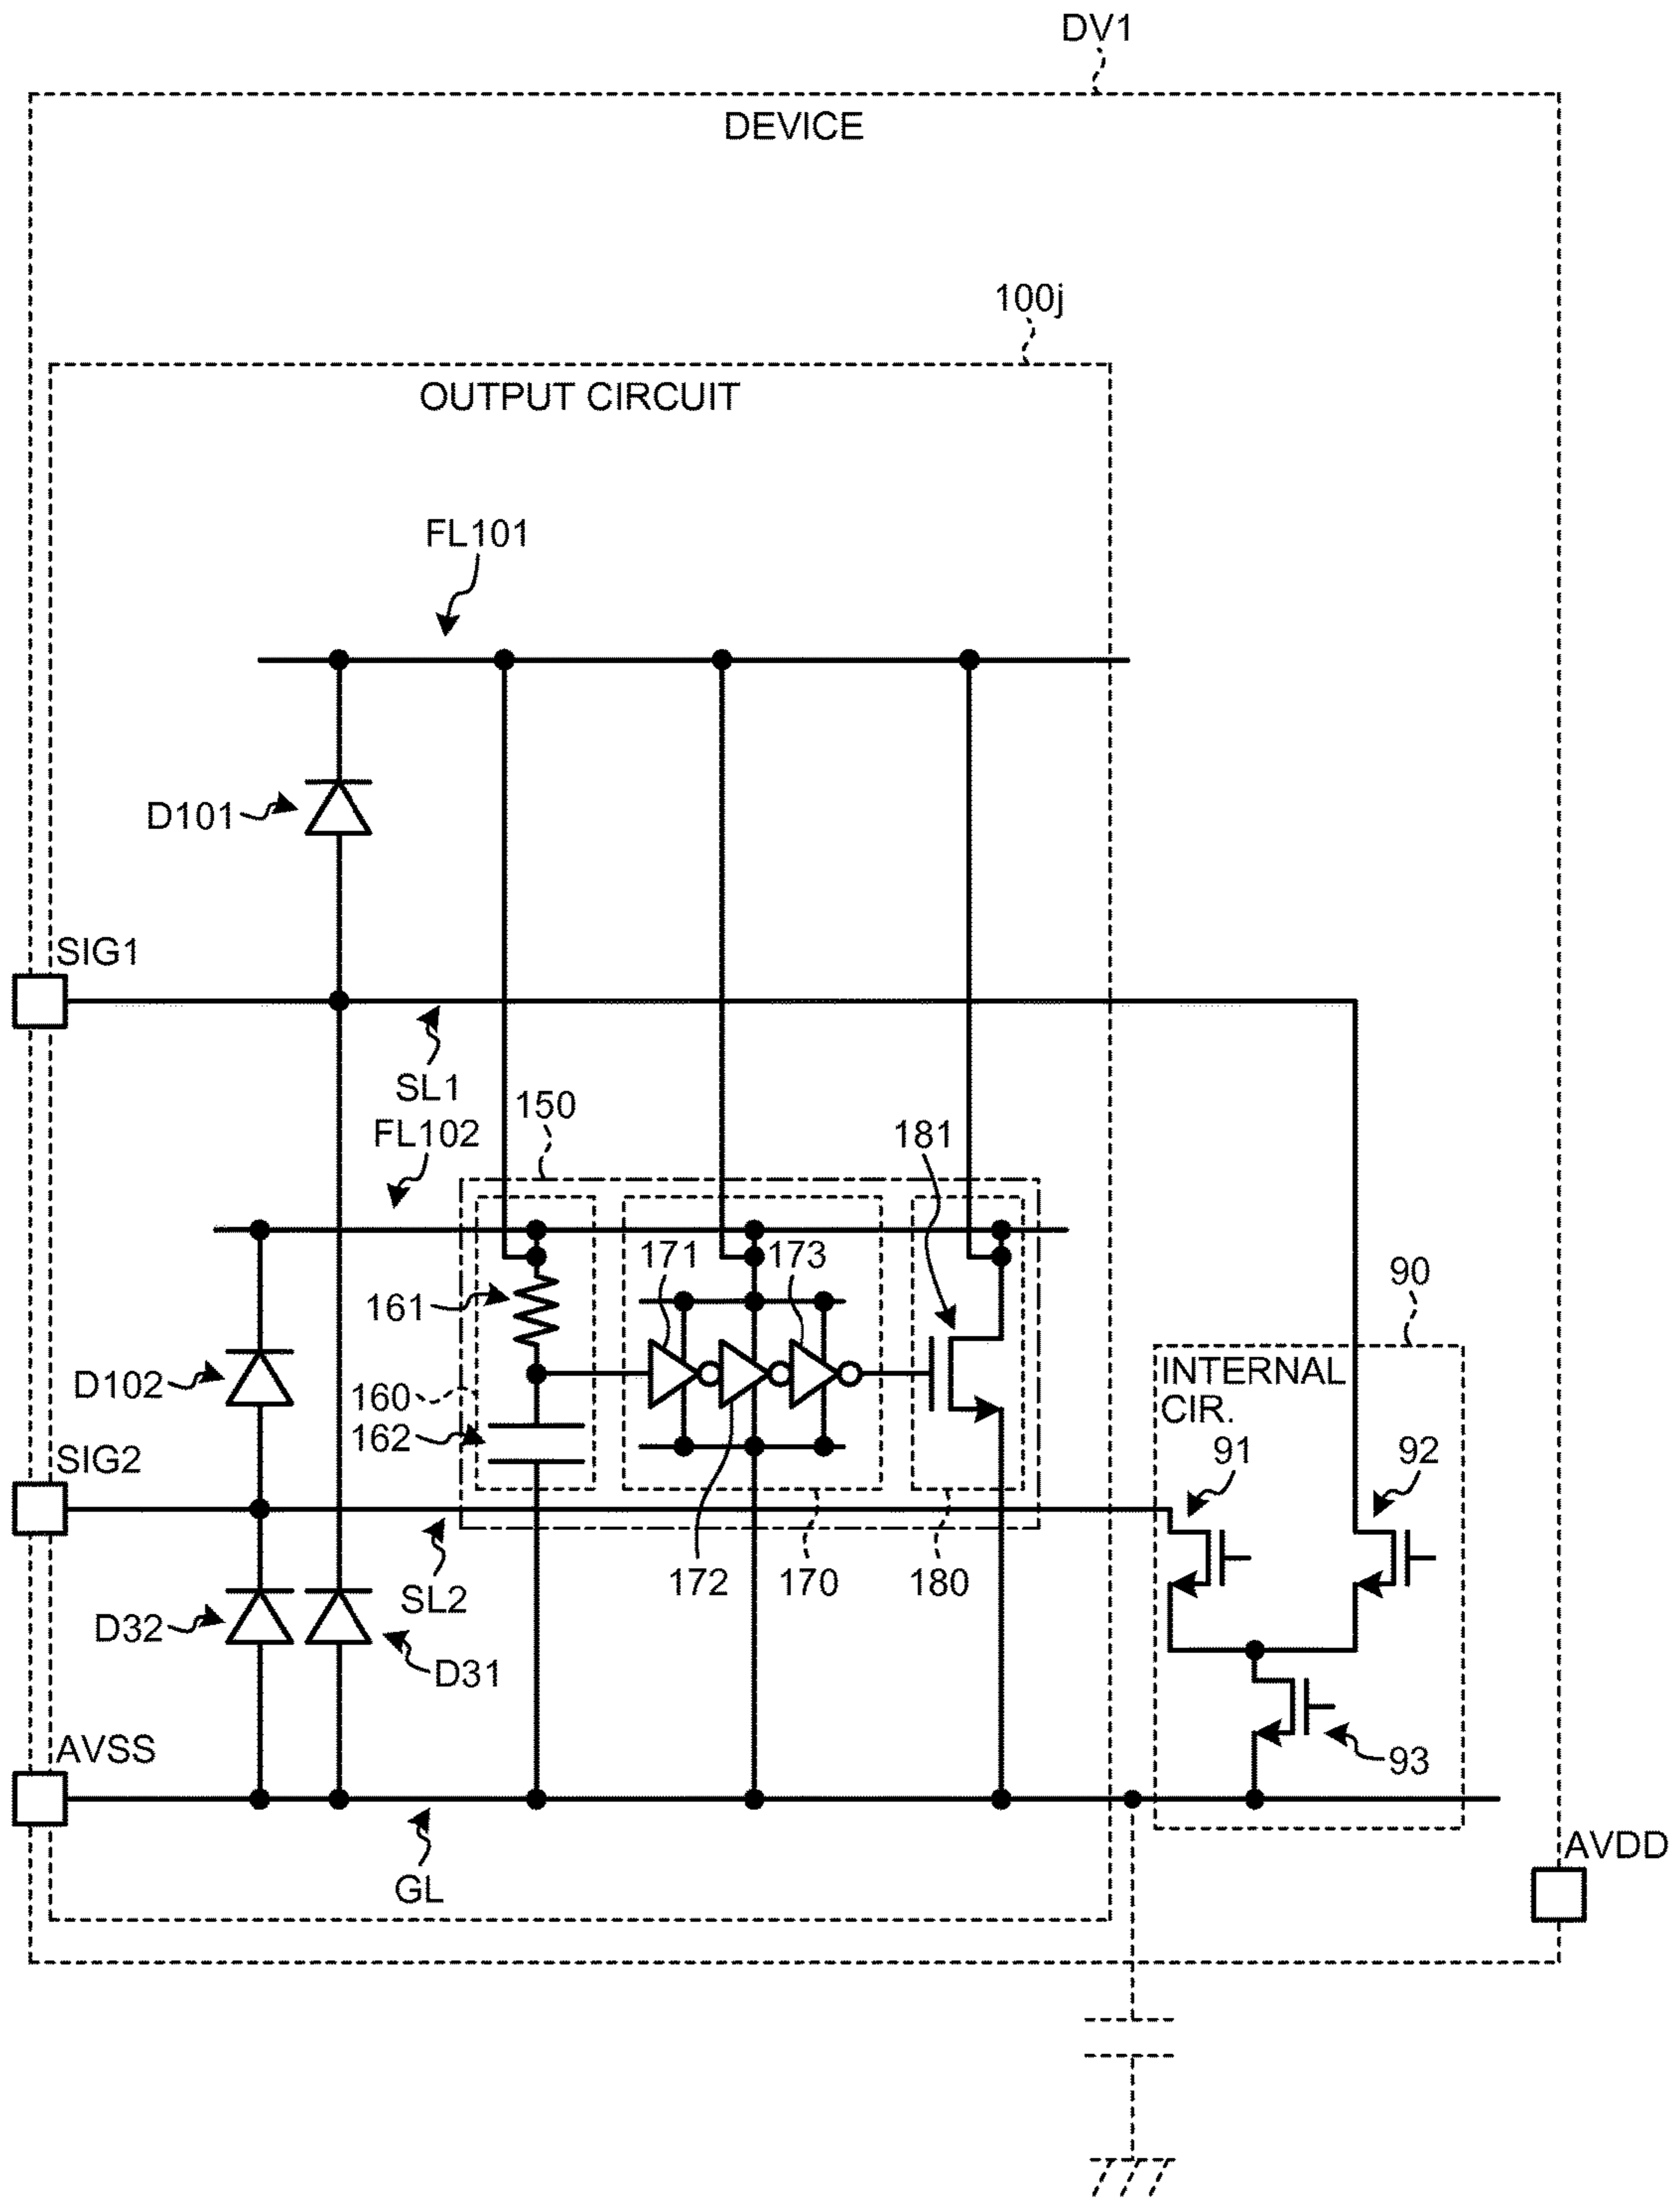 DV1
DEVICE
100j
OUTPUT CIRCUIT
FL101
D101
SIG1
SL1
150
FL102
181
171
173
90
161
INTERNAL
CIR.
D102
160
162
91
92
SIG2
SL2
172
170
180
D32
D31
AVSS
93
GL
AVDD